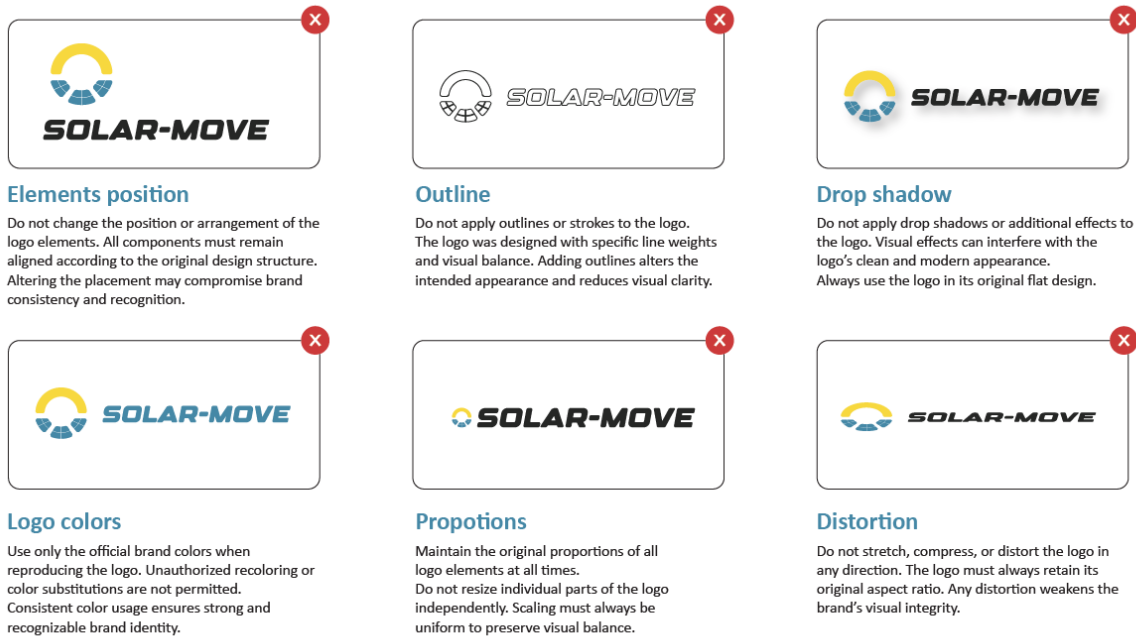 X
SOLAR-MOVE
Elements position
Do not change the position or arrangement of the
logo elements. All components must remain
aligned according to the original design structure.
Altering the placement may compromise brand
consistency and recognition.
X
SOLAR-MOVE
Outline
Do not apply outlines or strokes to the logo.
The logo was designed with specific line weights
and visual balance. Adding outlines alters the
intended appearance and reduces visual clarity.
X
SOLAR-MOVE
Drop shadow
Do not apply drop shadows or additional effects to
the logo. Visual effects can interfere with the
logo's clean and modern appearance.
Always use the logo in its original flat design.
X
SOLAR-MOVE
Logo colors
Use only the official brand colors when
reproducing the logo. Unauthorized recoloring or
color substitutions are not permitted.
Consistent color usage ensures strong and
recognizable brand identity.
X
SOLAR-MOVE
Propotions
Maintain the original proportions of all
logo elements at all times.
Do not resize individual parts of the logo
independently. Scaling must always be
uniform to preserve visual balance.
X
SOLAR-MOVE
Distortion
Do not stretch, compress, or distort the logo in
any direction. The logo must always retain its
original aspect ratio. Any distortion weakens the
brand's visual integrity.